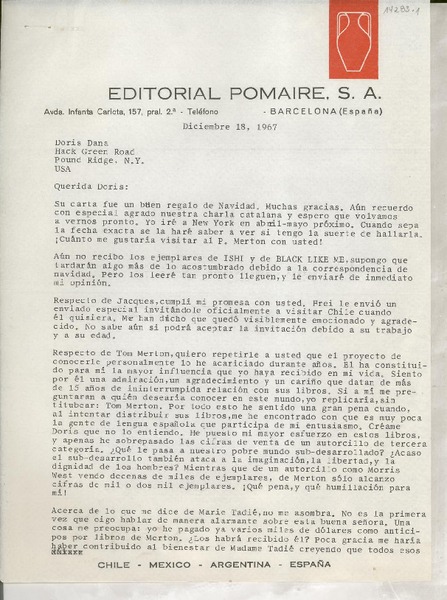 14293-1
EDITORIAL POMAIRE, S. A.
Avda. Infanta Carlota, 157, pral. 2.ª - Teléfono - BARCELONA (España)
Diciembre 18, 1967
Doris Dana
Hack Green Road
Pound Ridge. N.Y.
USA
Querida Doris:
Su carta fue un buen regalo de Navidad. Muchas gracias. Aún recuerdo
con especial agrado nuestra charla catalana y espero que volvamos
a vernos pronto. Yo iré a New York en abril-mayo próximo. Cuando sepa
la fecha exacta se la haré saber a ver si tengo la suerte de hallarla.
¡Cuánto me gustaría visitar al P. Merton con usted!
Aún no recibo los ejemplares de ISHI y de BLACK LIKE ME,supongo que
tardarán algo más de lo acostumbrado debido a la correspondencia de
navidad. Pero los leeré tan pronto lleguen,y le enviaré de inmediato
mi opinión.
Respecto de Jacques,cumplí mi promesa con usted. Frei le envió un
enviado especial invitándole oficialmente a visitar Chile cuando
él quisiera. Me han dicho que quedó visiblemente emocionado y agrade-
cido. No sabe aún si podrá aceptar la invitación debido a su trabajo
y a su edad.
Respecto de Tom Merton,quiero repetirle a usted que el proyecto de
conocerle personalmente lo he acariciado durante años. El ha constitui-
do para mí la mayor influencia que yo haya recibido en mi vida. Siento
por él una admiración,un agradecimiento y un cariño que datan de más
de 15 años de ininterrumpida relación con sus libros. Si a mí me pre-
guntaran a quién desearía conocer en este mundo,yo replicaría,sin
titubear: Tom Merton. Por todo esto he sentido una gran pena cuando,
al intentar distribuir sus libros,me he encontrado con que es muy poca
la gente de lengua española que participa de mi entusiasmo. Créame
Doris que no lo entiendo. He puesto mi mayor esfuerzo en estos libros,
y apenas he sobrepasado las cifras de venta de un autorcillo de tercera
categoría. ¿Qué le pasa a nuestro pobre mundo sub-desarrollado? ¿Acaso
el sub-desarrollo también ataca a la imaginación,la libertad,y la
dignidad de los hombres? Mientras que de un autorcillo como Morris
West vendo decenas de miles de ejemplares, de Merton sólo alcanzo
cifras de mil o dos mil ejemplares. ¡Qué pena,y qué humillación para
mí!
Acerca de lo que me dice de Marie Tadié,no me asombra. No es la primera
vez que oigo hablar de manera alarmante sobre esta buena señora. Una
cosa me preocupa: yo he pagado ya varios miles de dólares como antici-
pos por libros de Merton. ¿Los habrá recibido él? Poca gracia me haría
haber contribuido al bienestar de Madame Tadié creyendo que todos esos
CHILE - MEXICO - ARGENTINA - ESPAÑA